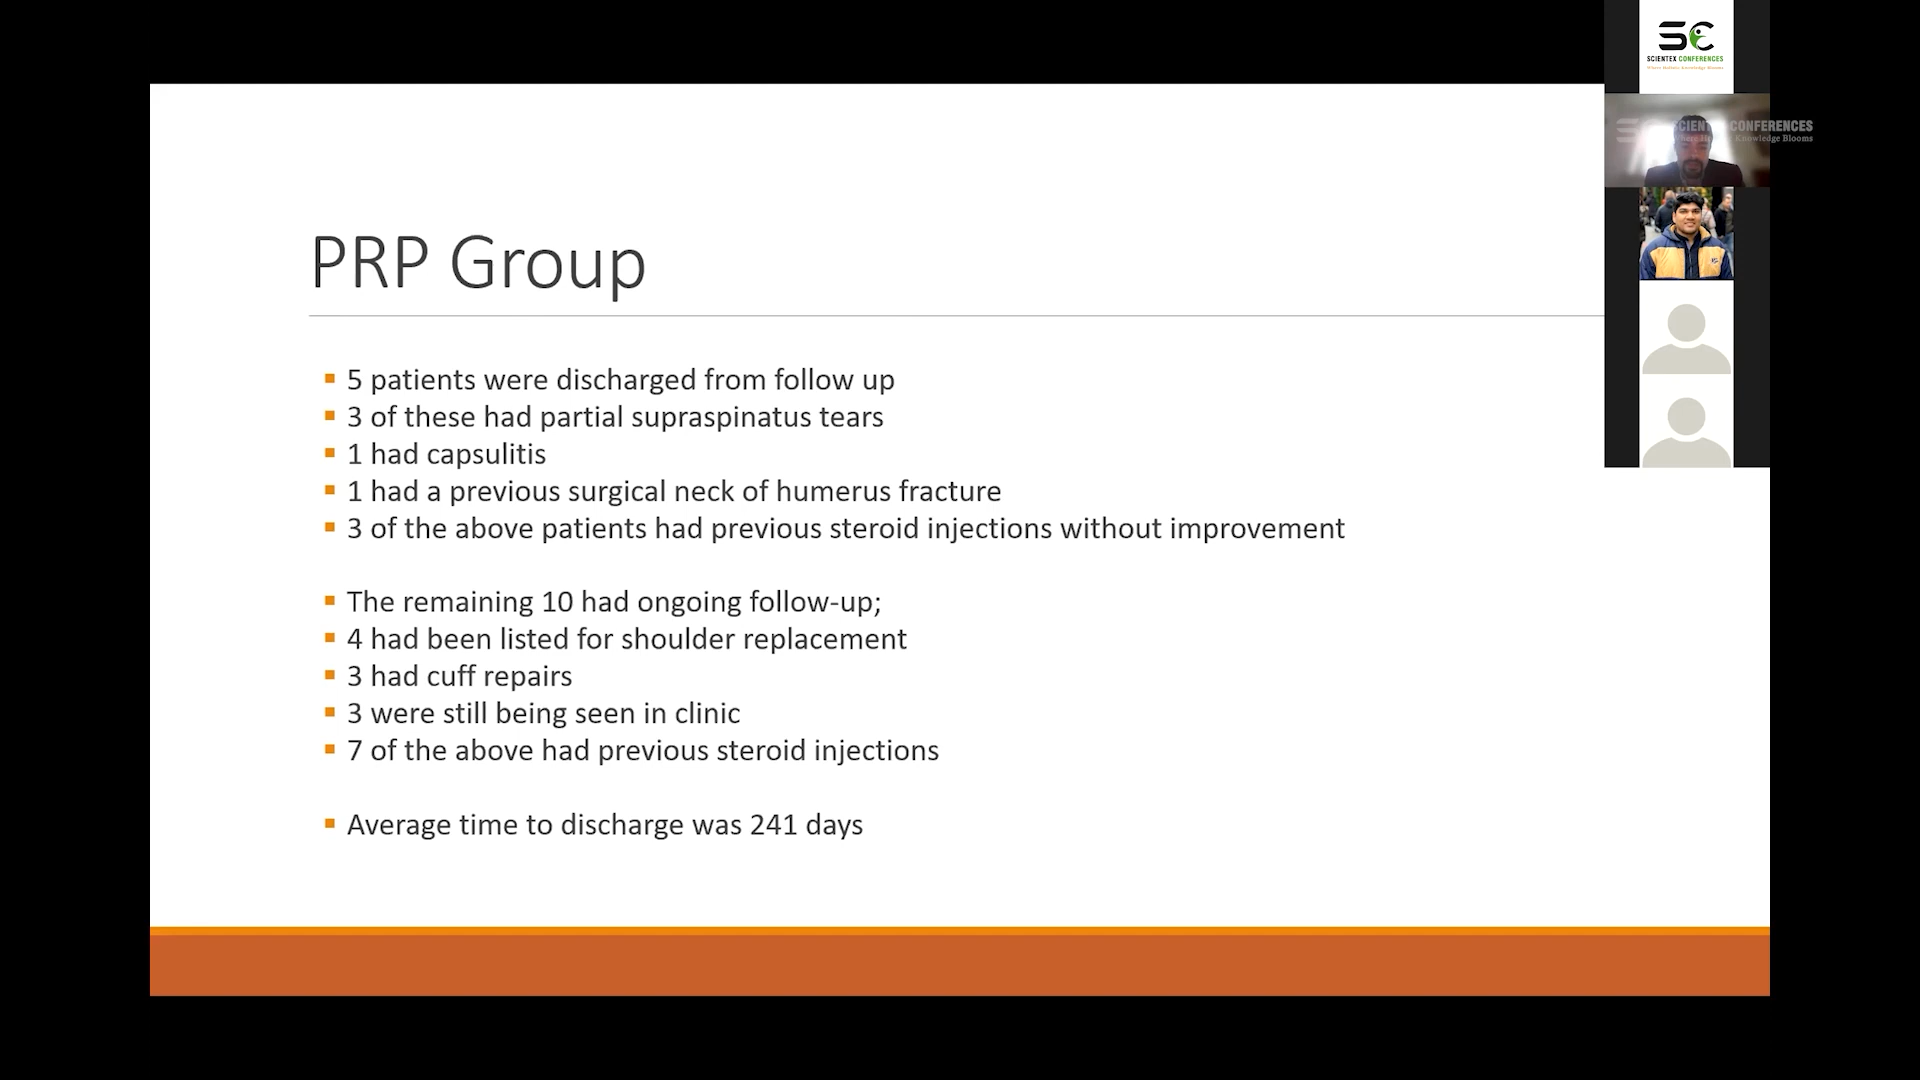 SC
SCIENTEX CONFERENCES
SCIENTEX CONFERENCES
Knowledge Blooms
PRP Group
5 patients were discharged from follow up
3 of these had partial supraspinatus tears
1 had capsulitis
1 had a previous surgical neck of humerus fracture
3 of the above patients had previous steroid injections without improvement
The remaining 10 had ongoing follow-up;
4 had been listed for shoulder replacement
3 had cuff repairs
3 were still being seen in clinic
7 of the above had previous steroid injections
Average time to discharge was 241 days